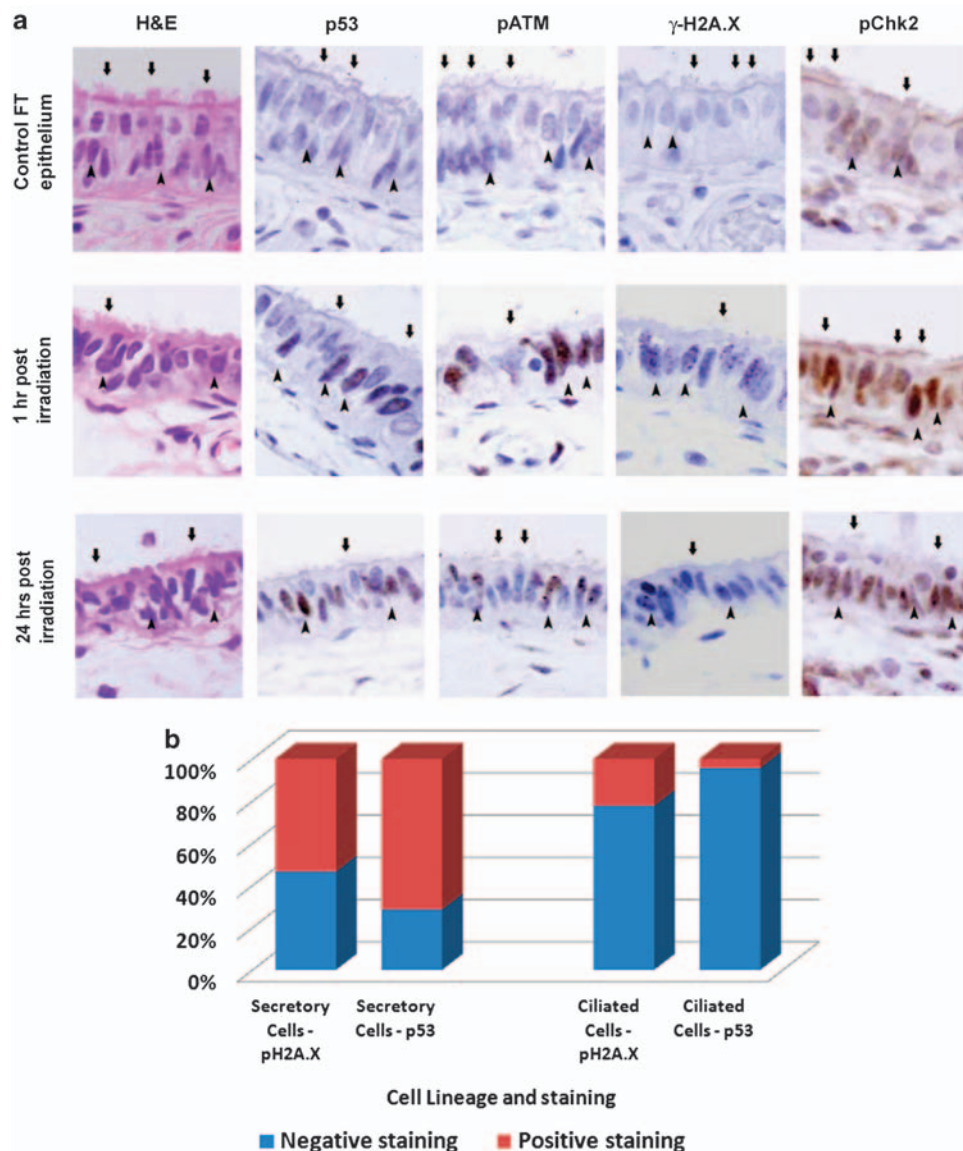 a
H&E
p53
pATM
γ-H2A.X
pChk2
Control FT
epithelium
1 hr post
irradiation
24 hrs post
irradiation
b
100%
80%
60%
40%
20%
0%
Secretory
Cells -
pH2A.X
Secretory
Cells - p53
Ciliated
Cells -
pH2A.X
Ciliated
Cells - p53
Cell Lineage and staining
Negative staining
Positive staining